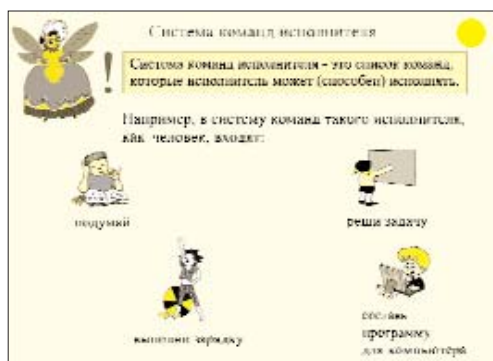 Система команд исполнителя
!
Система команд исполнителя - это список команд,
которые исполнитель может (способен) исполнять.
Например, в систему команд такого исполнителя,
как человек, входят:
подумай
реши задачу
выполни зарядку
составь
программу
для компьютера